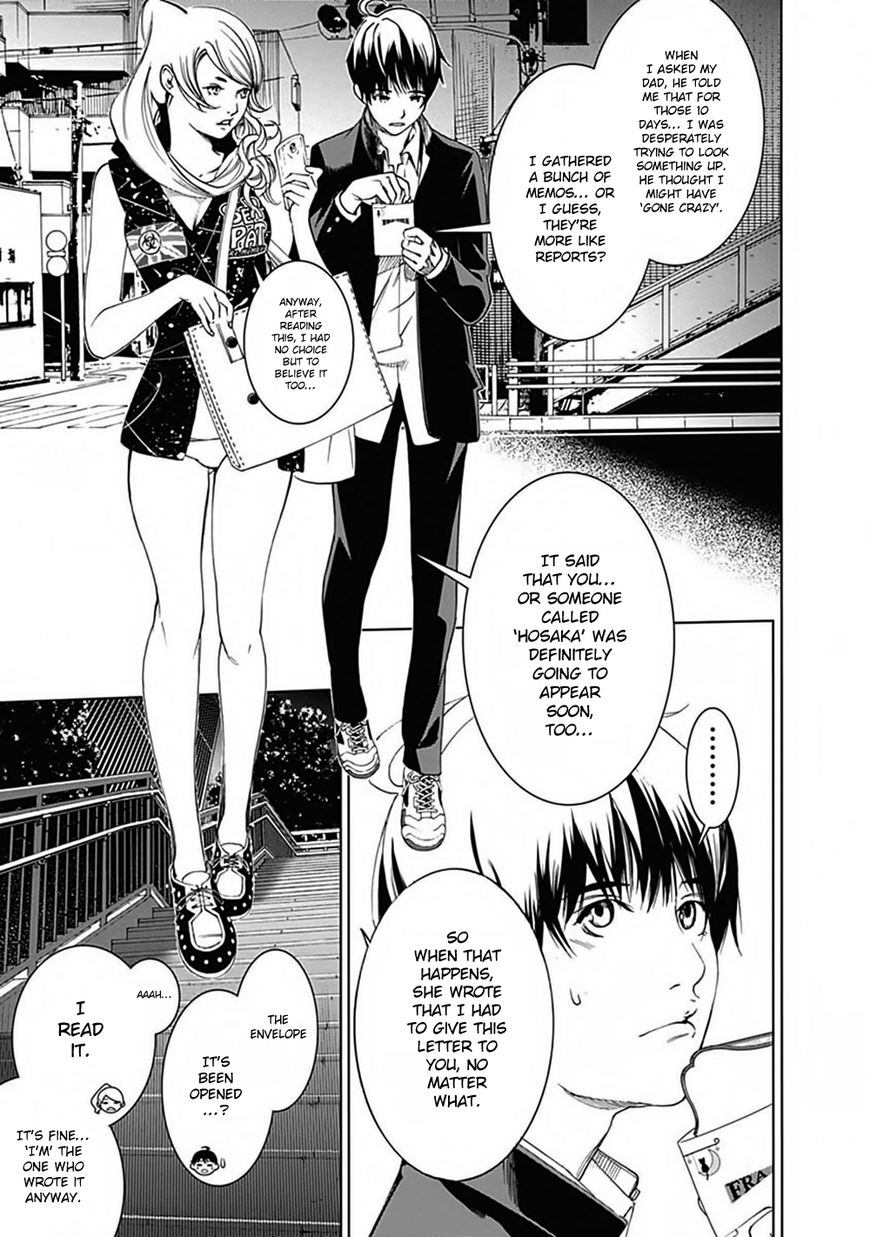 WHEN
I ASKED MY
DAD, HE TOLD
ME THAT FOR
THOSE 10
DAYS... I WAS
DESPERATELY
TRYING TO LOOK
SOMETHING UP.
HE THOUGHT I
MIGHT HAVE
'GONE CRAZY'.
I GATHERED
A BUNCH OF
MEMOS... OR
I GUESS,
THEY'RE
MORE LIKE
REPORTS?
ANYWAY,
AFTER
READING
THIS, I HAD
NO CHOICE
BUT TO
BELIEVE IT
TOO...
IT SAID
THAT YOU...
OR SOMEONE
CALLED
'HOSAKA' WAS
DEFINITELY
GOING TO
APPEAR
SOON,
TOO...
........
SO
WHEN THAT
HAPPENS,
SHE WROTE
THAT I HAD
TO GIVE THIS
LETTER TO
YOU, NO
MATTER
WHAT.
FRA
THE
ENVELOPE
IT'S
BEEN
OPENED
...?
AAAH...
I
READ
IT.
IT'S FINE...
'I'M' THE
ONE WHO
WROTE IT
ANYWAY.